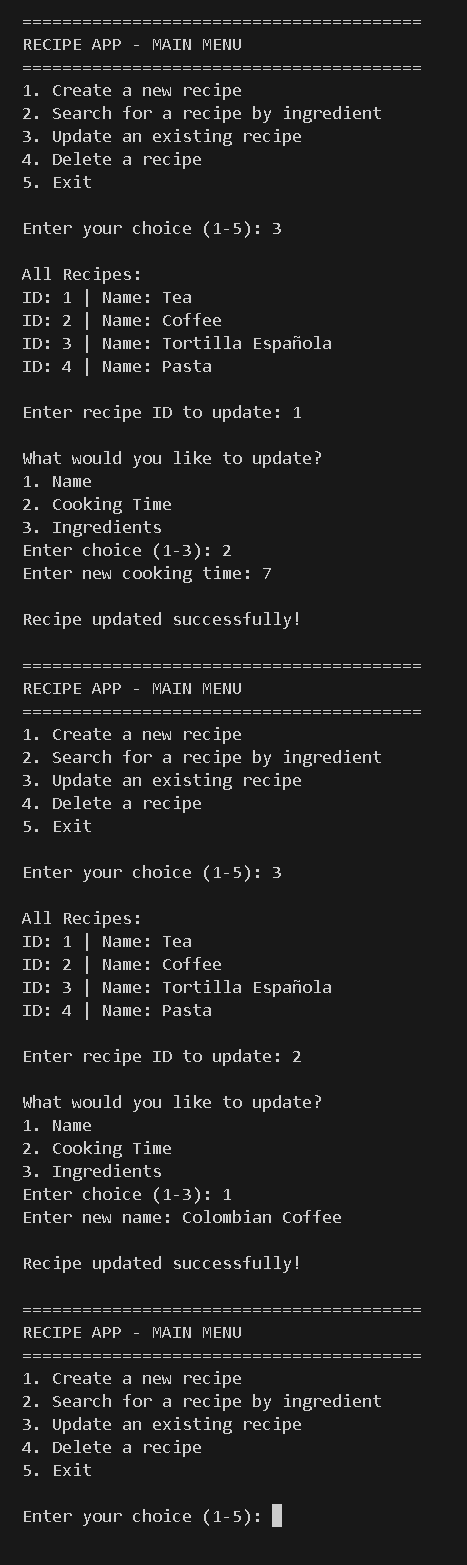 ========================================
RECIPE APP - MAIN MENU
========================================
1. Create a new recipe
2. Search for a recipe by ingredient
3. Update an existing recipe
4. Delete a recipe
5. Exit
Enter your choice (1-5): 3
All Recipes:
ID: 1 | Name: Tea
ID: 2 | Name: Coffee
ID: 3 | Name: Tortilla Española
ID: 4 | Name: Pasta
Enter recipe ID to update: 1
What would you like to update?
1. Name
2. Cooking Time
3. Ingredients
Enter choice (1-3): 2
Enter new cooking time: 7
Recipe updated successfully!
========================================
RECIPE APP - MAIN MENU
========================================
1. Create a new recipe
2. Search for a recipe by ingredient
3. Update an existing recipe
4. Delete a recipe
5. Exit
Enter your choice (1-5): 3
All Recipes:
ID: 1 | Name: Tea
ID: 2 | Name: Coffee
ID: 3 | Name: Tortilla Española
ID: 4 | Name: Pasta
Enter recipe ID to update: 2
What would you like to update?
1. Name
2. Cooking Time
3. Ingredients
Enter choice (1-3): 1
Enter new name: Colombian Coffee
Recipe updated successfully!
========================================
RECIPE APP - MAIN MENU
========================================
1. Create a new recipe
2. Search for a recipe by ingredient
3. Update an existing recipe
4. Delete a recipe
5. Exit
Enter your choice (1-5):